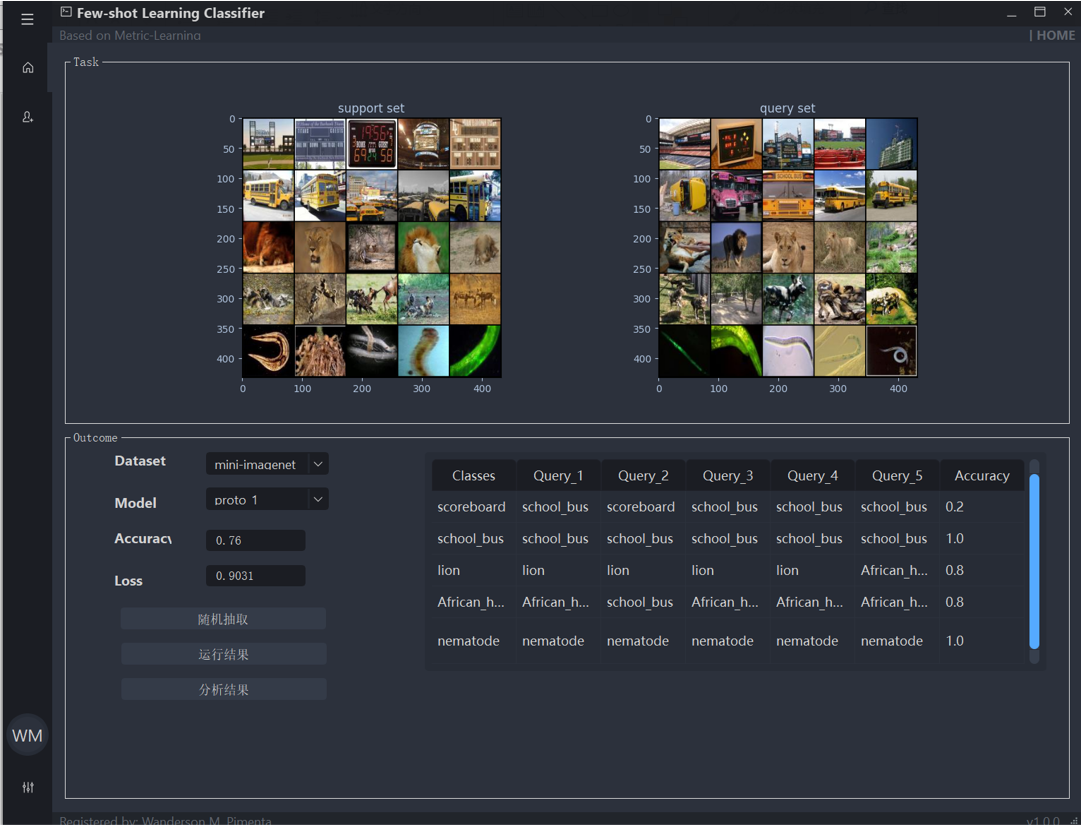 Few-shot Learning Classifier
Based on Metric-Learning
| HOME
Task
support set
query set
0
50
100
150
200
250
300
350
400
0 100 200 300 400
0
50
100
150
200
250
300
350
400
0 100 200 300 400
Outcome
Dataset mini-imagenet
Model proto_1
Accuracy 0.76
Loss 0.9031
随机抽取
运行结果
分析结果
Classes Query_1 Query_2 Query_3 Query_4 Query_5 Accuracy
scoreboard school_bus scoreboard school_bus school_bus school_bus 0.2
school_bus school_bus school_bus school_bus school_bus school_bus 1.0
lion lion lion lion lion African_h... 0.8
African_h... African_h... school_bus African_h... African_h... African_h... 0.8
nematode nematode nematode nematode nematode nematode 1.0
WM
Registered by: Wanderson M. Pimenta
v1.0.0